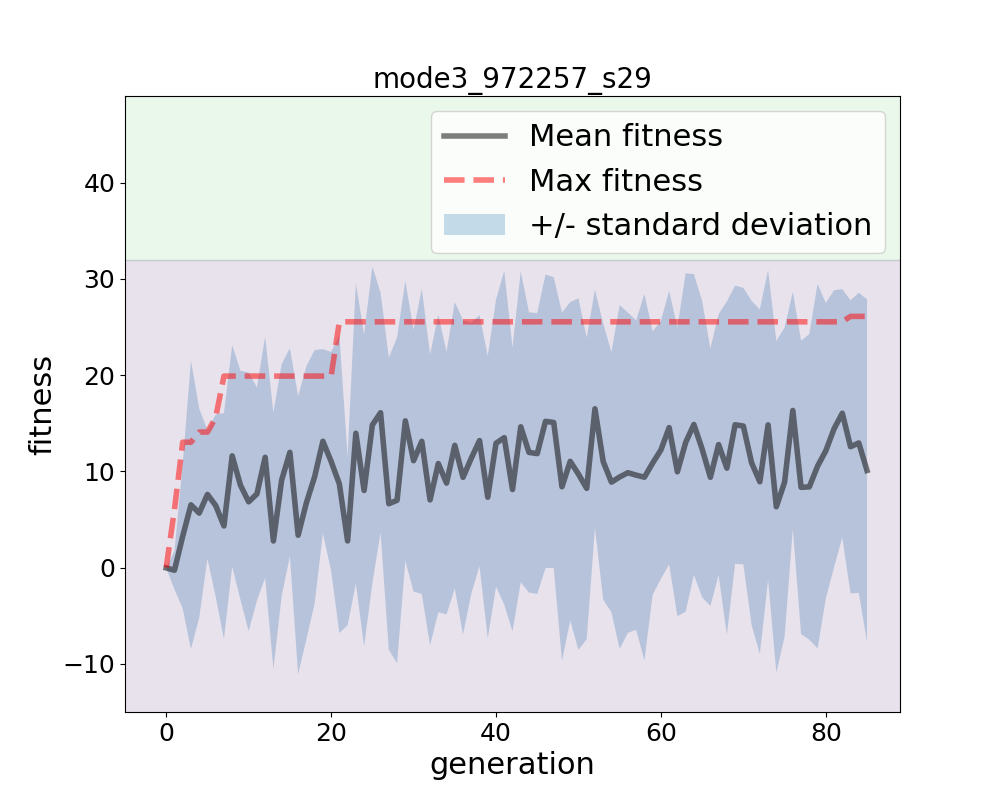 mode3_972257_s29
Mean fitness
Max fitness
+/- standard deviation
40
30
20
10
0
−10
fitness
0 20 40 60 80
generation